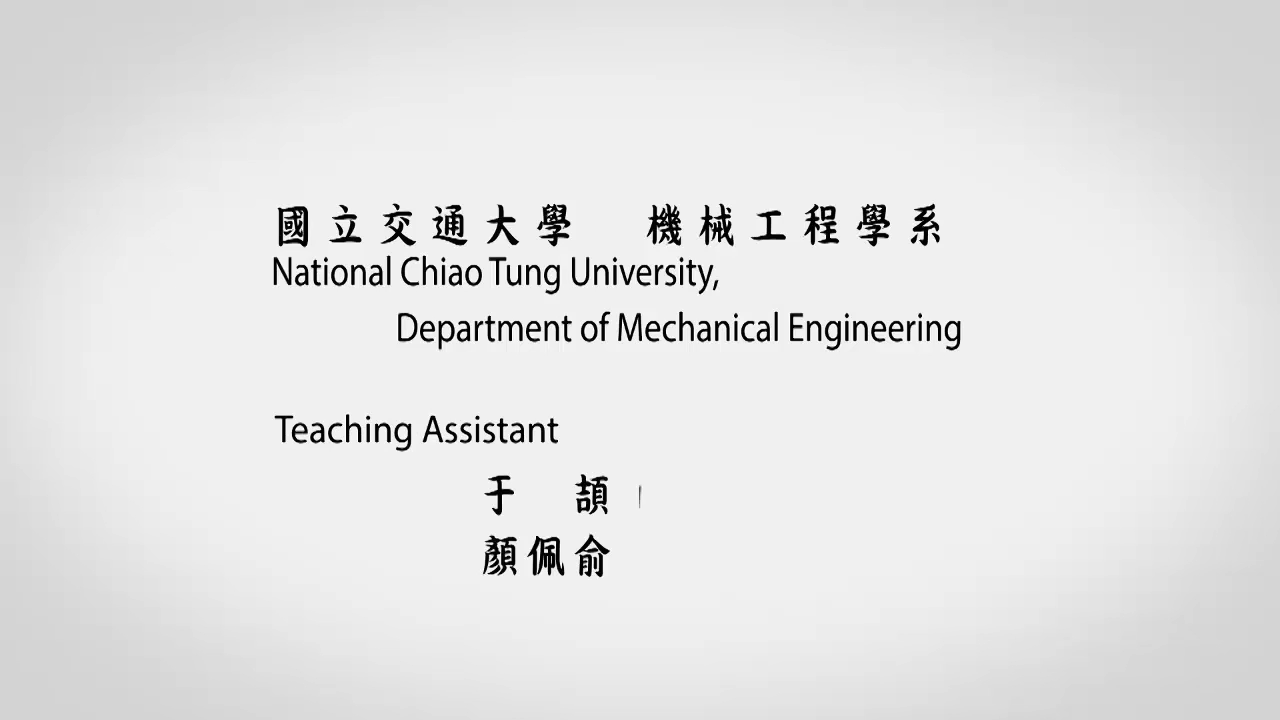 國立交通大學 機械工程學系
National Chiao Tung University,
Department of Mechanical Engineering
Teaching Assistant
于 頡
顏佩俞